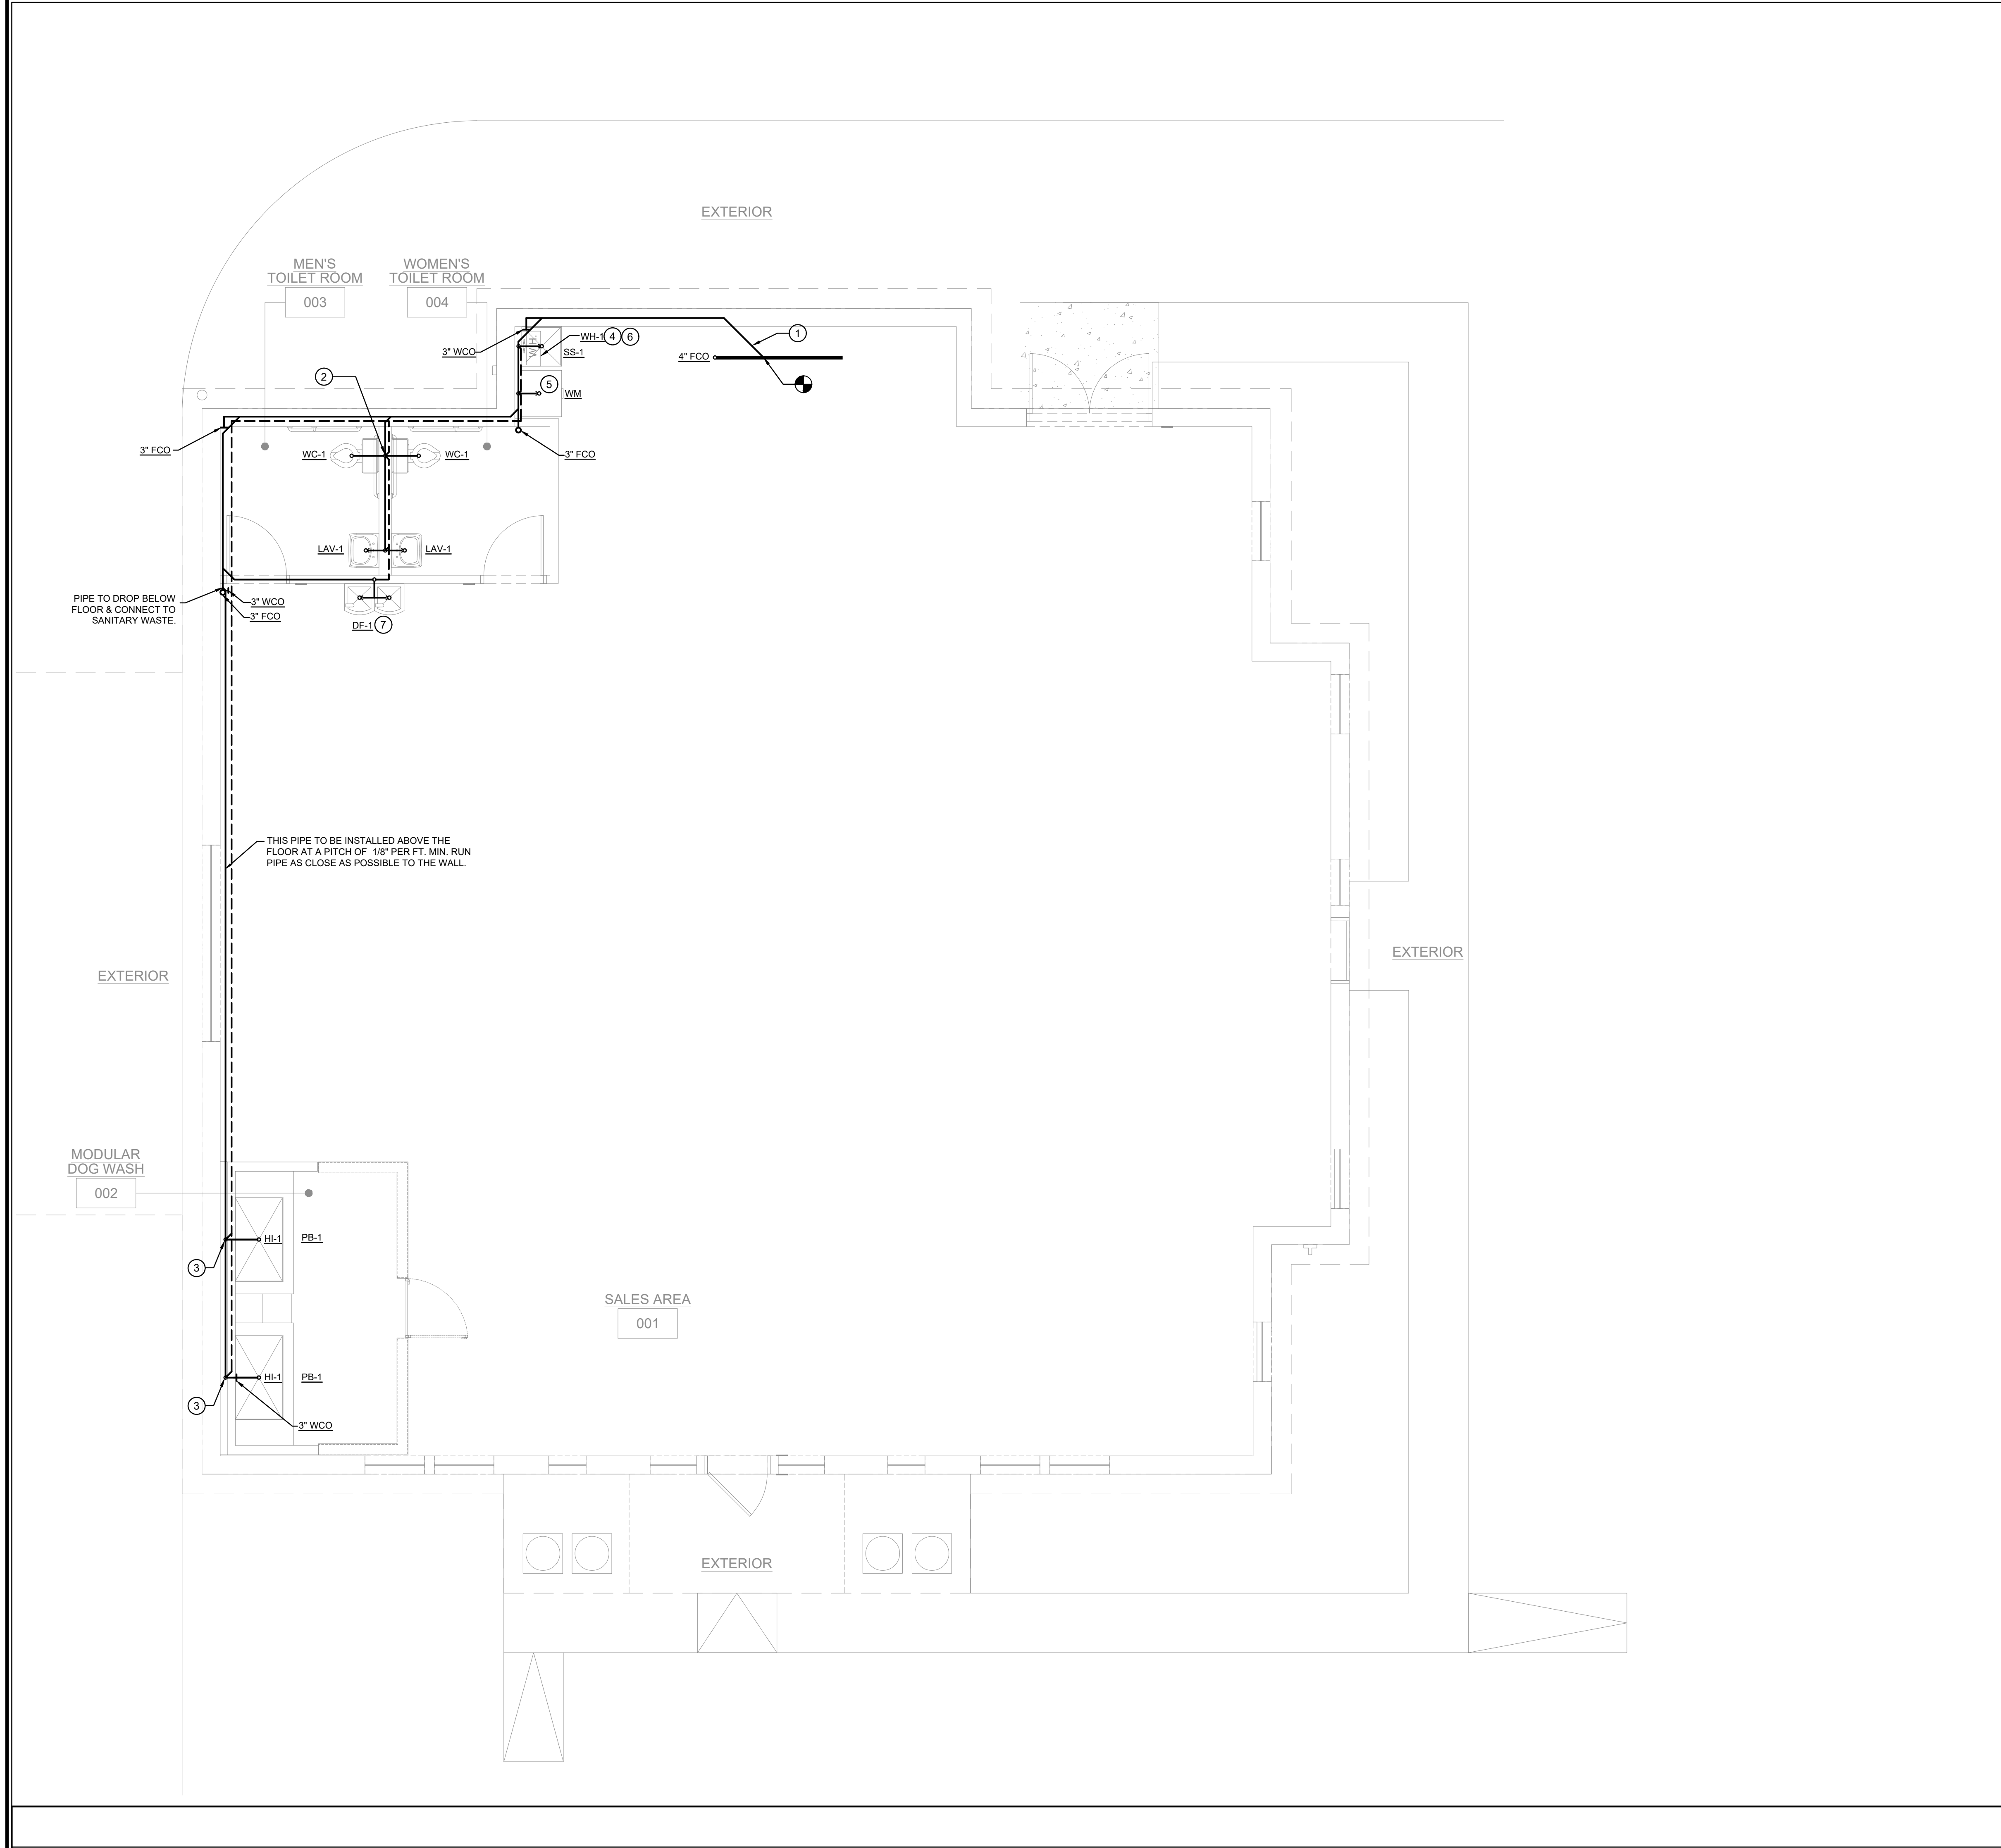 EXTERIOR
MEN'S
TOILET ROOM
003
WOMEN'S
TOILET ROOM
004
3" WCO
WH-1
4
6
SS-1
W.H.
1
4" FCO
2
5
WM
3" FCO
WC-1
WC-1
3" FCO
LAV-1
LAV-1
PIPE TO DROP BELOW
FLOOR & CONNECT TO
SANITARY WASTE.
3" WCO
3" FCO
DF-1
7
THIS PIPE TO BE INSTALLED ABOVE THE
FLOOR AT A PITCH OF 1/8" PER FT. MIN. RUN
PIPE AS CLOSE AS POSSIBLE TO THE WALL.
EXTERIOR
EXTERIOR
MODULAR
DOG WASH
002
HI-1
PB-1
3
SALES AREA
001
HI-1
PB-1
3
3" WCO
EXTERIOR